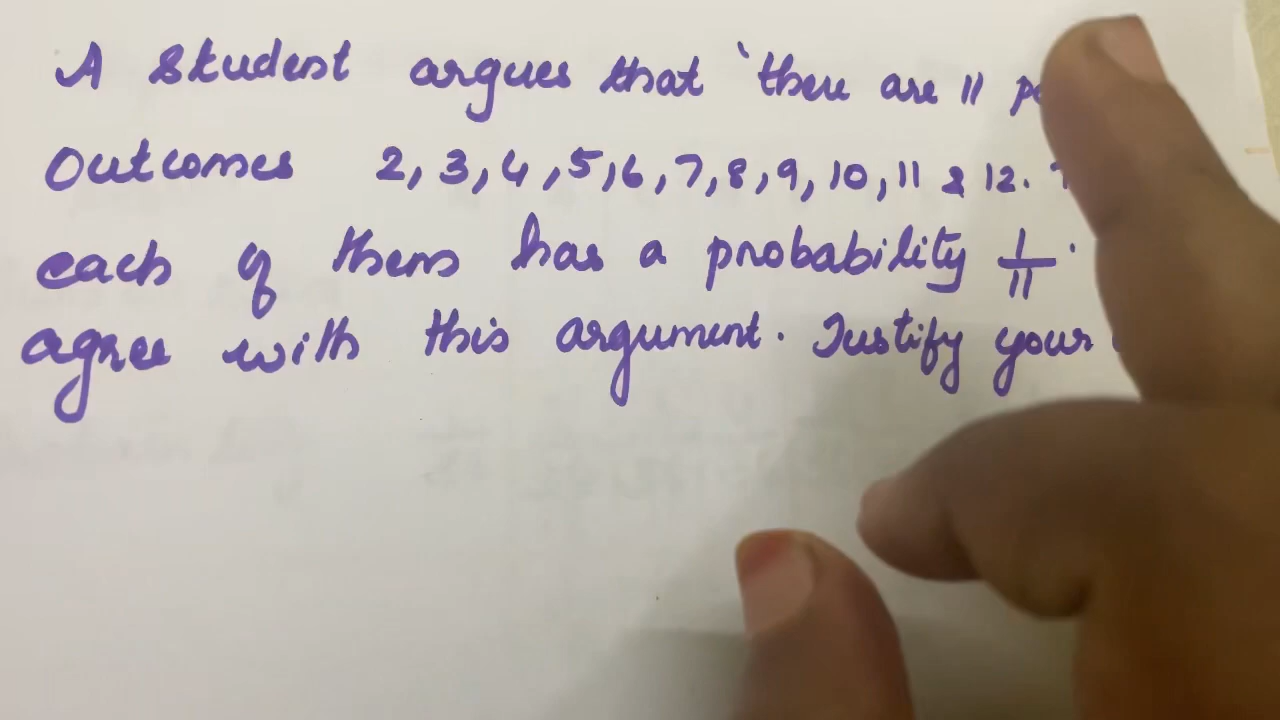 A student argues that 'there are 11
Outcomes 2, 3, 4, 5, 6, 7, 8, 9, 10, 11 & 12.
each of them has a probability 1/11.
agree with this argument. Justify your